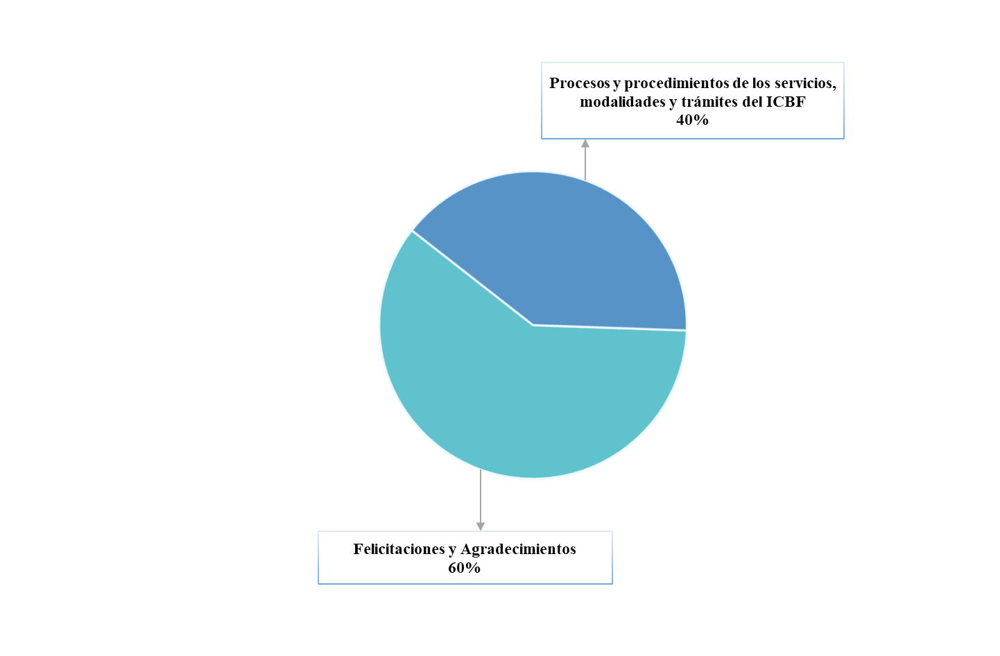 Procesos y procedimientos de los servicios,
modalidades y trámites del ICBF
40%
Felicitaciones y Agradecimientos
60%